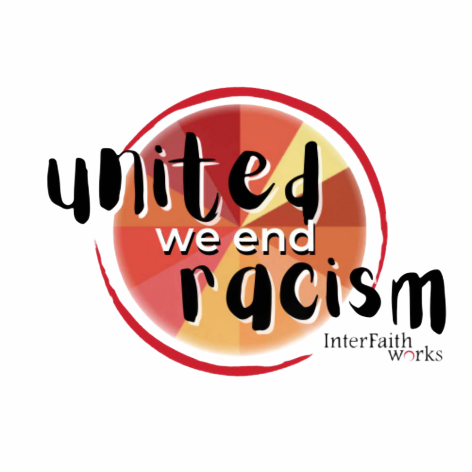 united
we end
racism
InterFaith
works